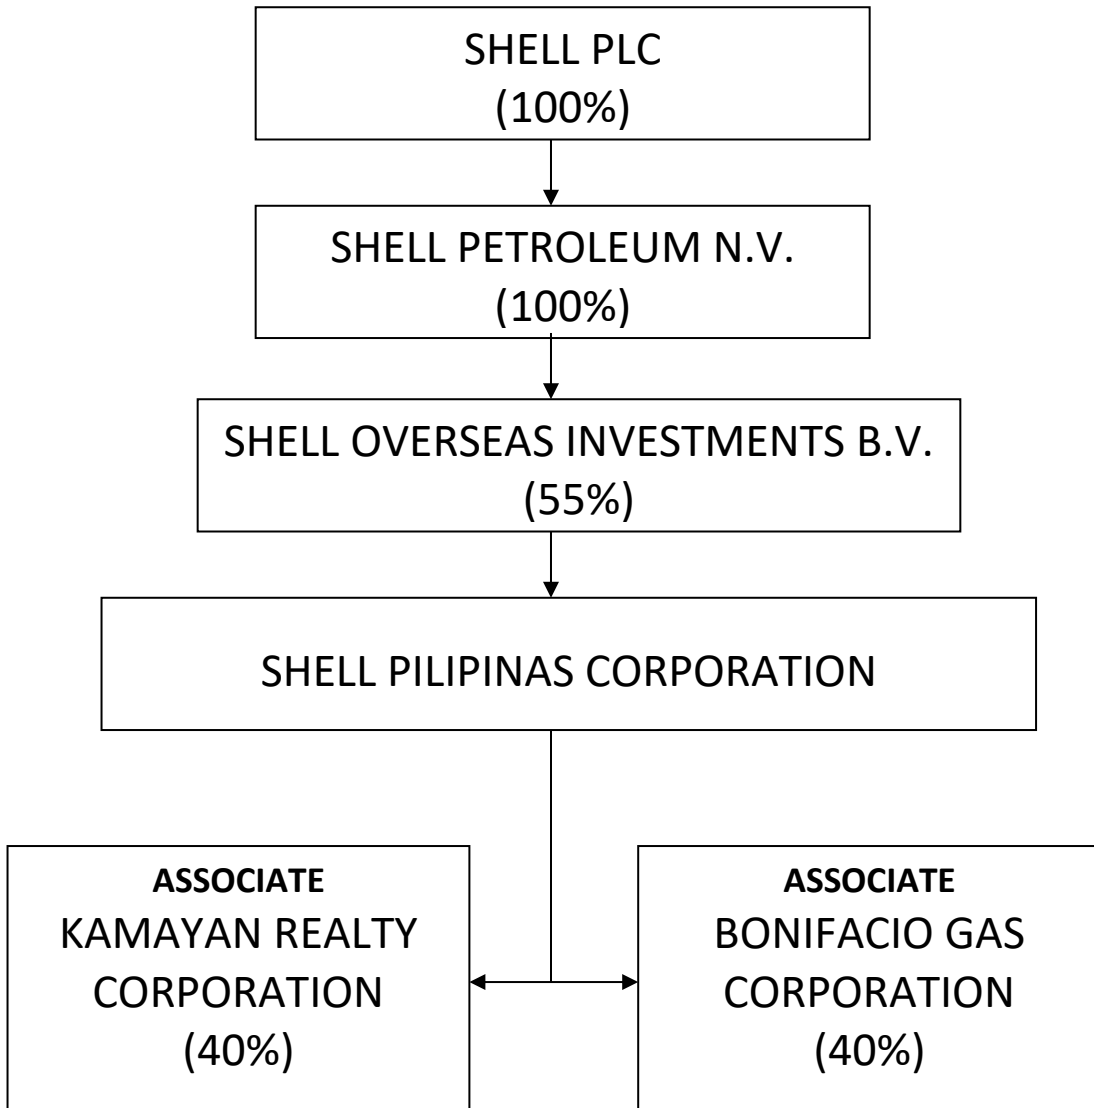 SHELL PLC
(100%)
SHELL PETROLEUM N.V.
(100%)
SHELL OVERSEAS INVESTMENTS B.V.
(55%)
SHELL PILIPINAS CORPORATION
ASSOCIATE
KAMAYAN REALTY
CORPORATION
(40%)
ASSOCIATE
BONIFACIO GAS
CORPORATION
(40%)